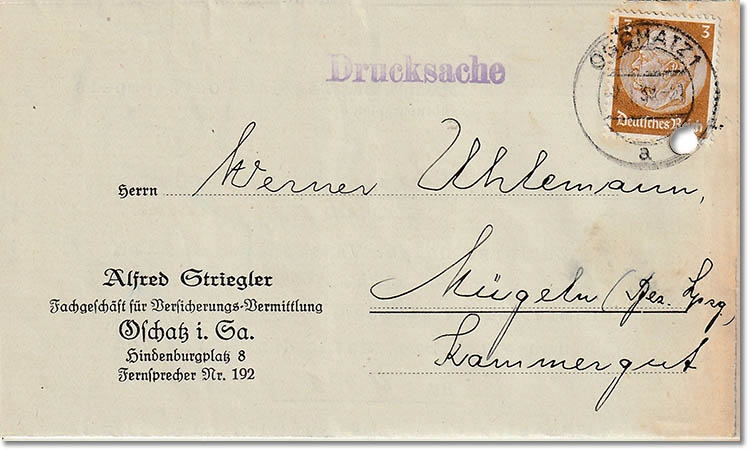 3 3
OSCHATZ 1
Deutsches Reich
a
Drucksache
Herrn Werner Uhlemann,
Mügeln (Bez. Lpzg)
Kammergut
Alfred Striegler
Fachgeschäft für Versicherungs-Vermittlung
Oschatz i. Sa.
Hindenburgplatz 8
Fernsprecher Nr. 192